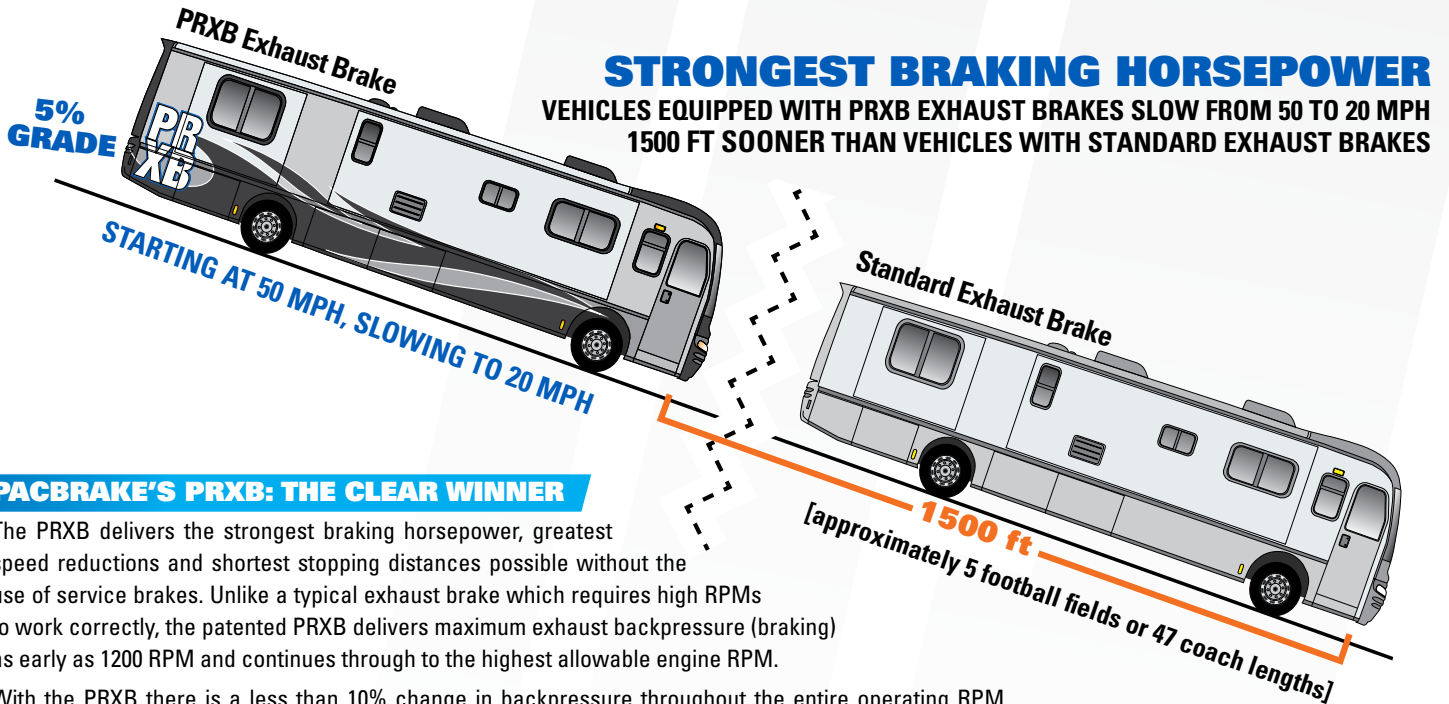 PRXB Exhaust Brake
STRONGEST BRAKING HORSEPOWER
VEHICLES EQUIPPED WITH PRXB EXHAUST BRAKES SLOW FROM 50 TO 20 MPH
1500 FT SOONER THAN VEHICLES WITH STANDARD EXHAUST BRAKES
5%
GRADE
PR
XB
STARTING AT 50 MPH, SLOWING TO 20 MPH
Standard Exhaust Brake
1500 ft
[approximately 5 football fields or 47 coach lengths]
PACBRAKE'S PRXB: THE CLEAR WINNER
The PRXB delivers the strongest braking horsepower, greatest
speed reductions and shortest stopping distances possible without the
use of service brakes. Unlike a typical exhaust brake which requires high RPMs
to work correctly, the patented PRXB delivers maximum exhaust backpressure (braking)
as early as 1200 RPM and continues through to the highest allowable engine RPM.
With the PRXB there is a less than 10% change in backpressure throughout the entire operating RPM